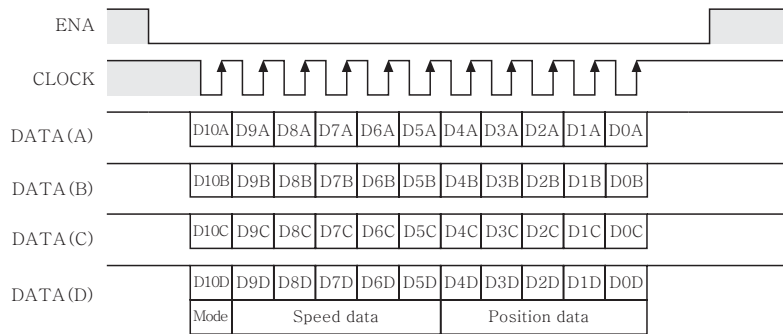 ENA
CLOCK
DATA(A) D10A D9A D8A D7A D6A D5A D4A D3A D2A D1A D0A
DATA(B) D10B D9B D8B D7B D6B D5B D4B D3B D2B D1B D0B
DATA(C) D10C D9C D8C D7C D6C D5C D4C D3C D2C D1C D0C
DATA(D) D10D D9D D8D D7D D6D D5D D4D D3D D2D D1D D0D
Mode Speed data Position data